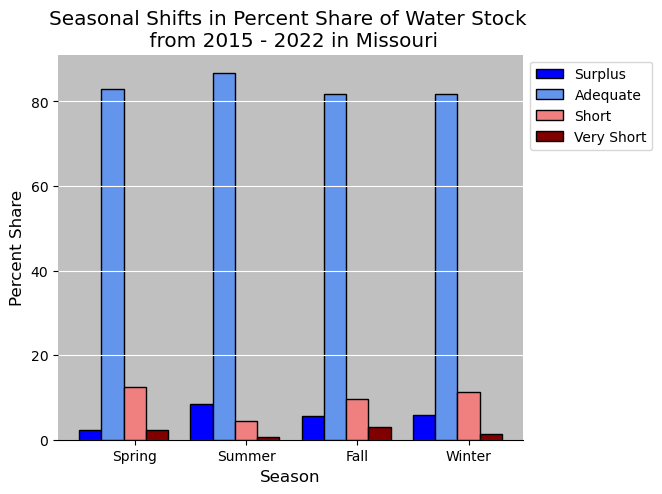 Seasonal Shifts in Percent Share of Water Stock
from 2015 - 2022 in Missouri
Surplus
Adequate
Short
Very Short
80
60
40
20
0
Percent Share
Spring
Summer
Fall
Winter
Season